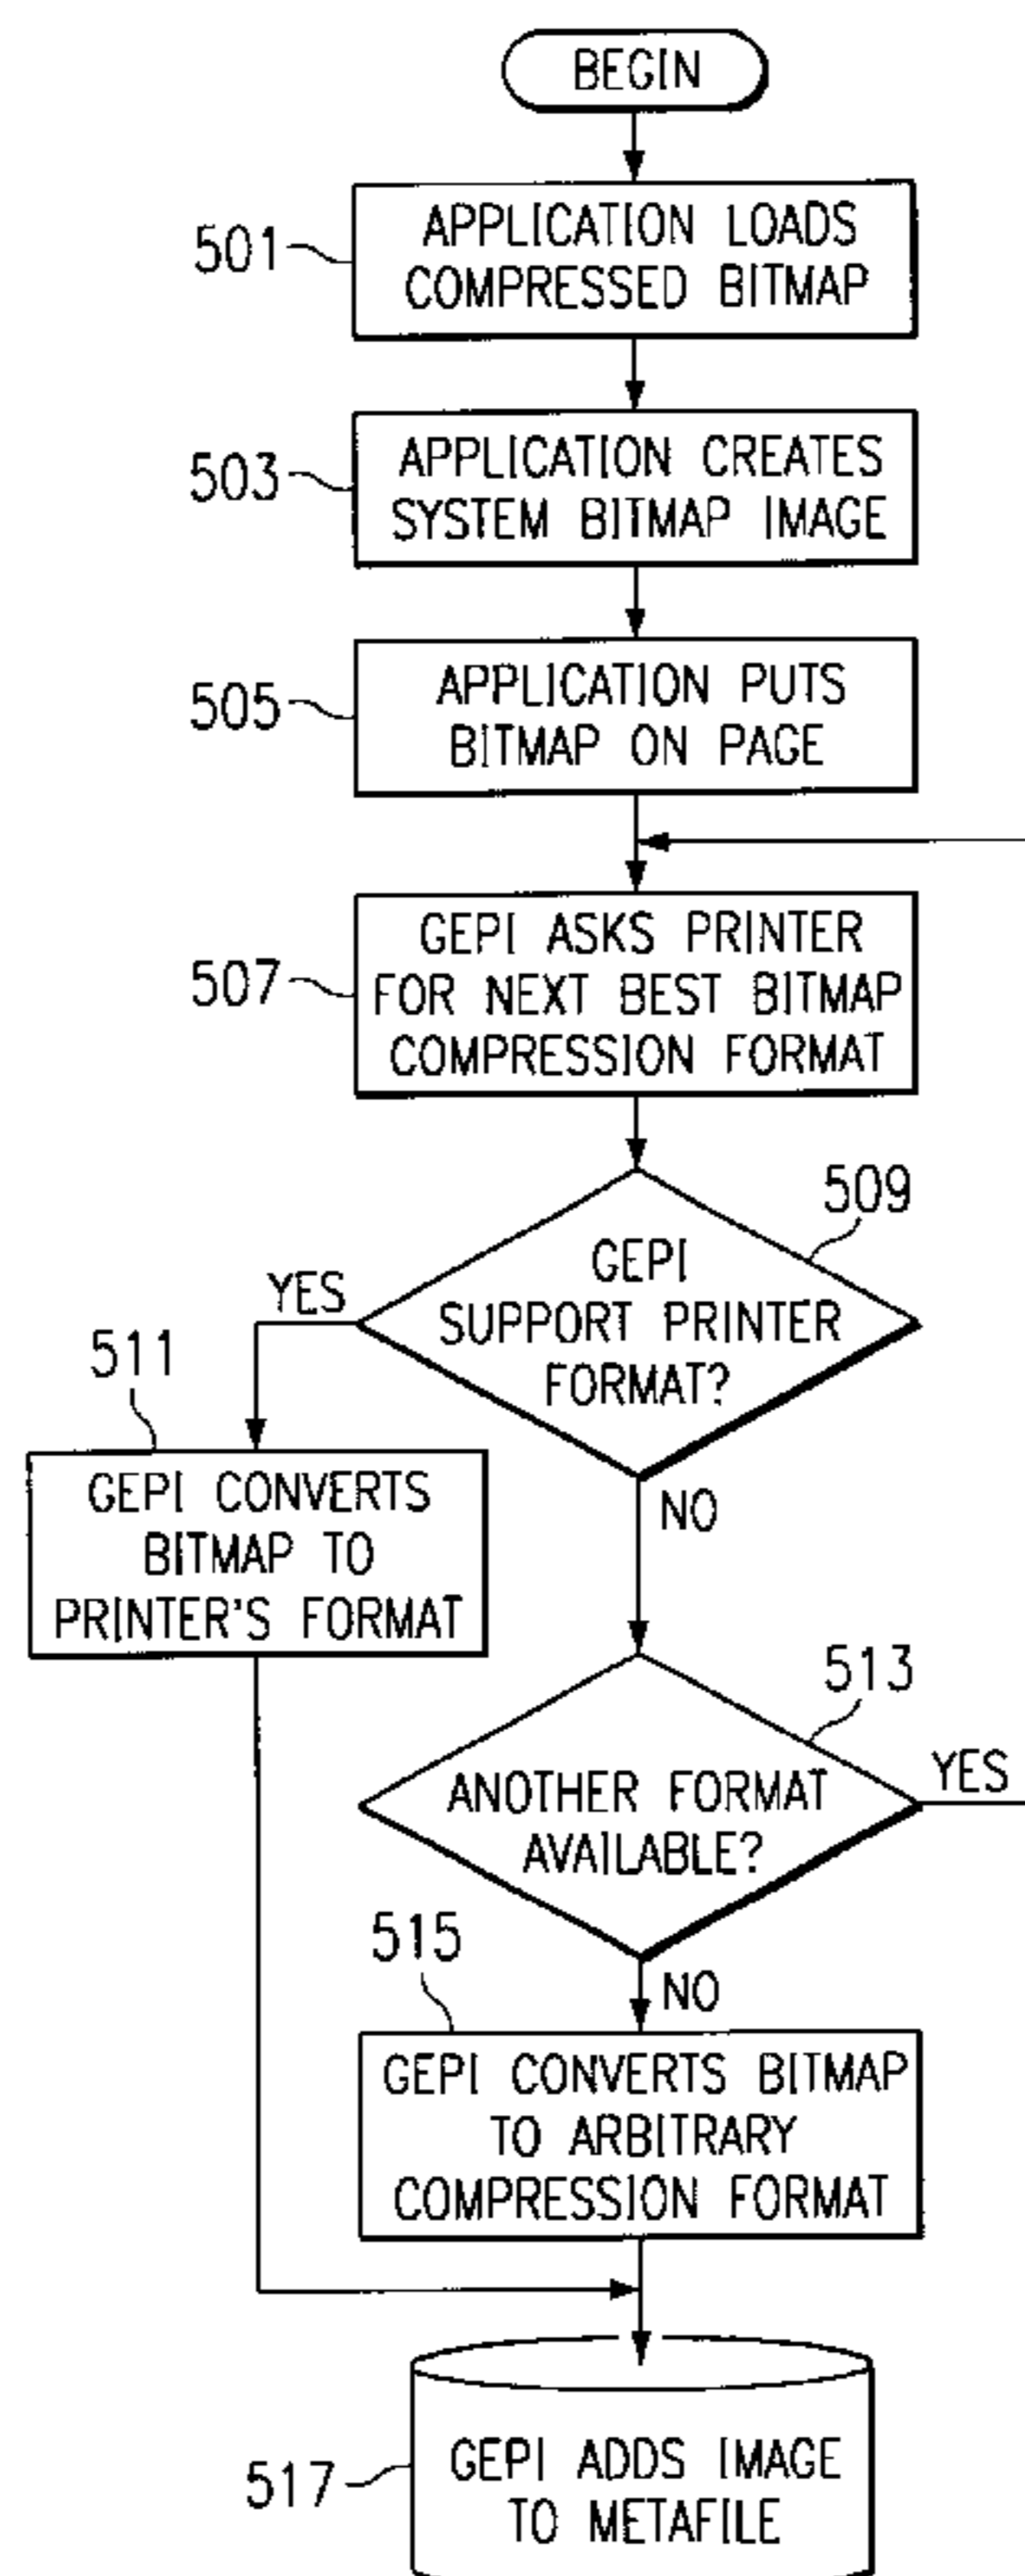 BEGIN
501
APPLICATION LOADS
COMPRESSED BITMAP
503
APPLICATION CREATES
SYSTEM BITMAP IMAGE
505
APPLICATION PUTS
BITMAP ON PAGE
507
GEPI ASKS PRINTER
FOR NEXT BEST BITMAP
COMPRESSION FORMAT
509
GEPI
SUPPORT PRINTER
FORMAT?
YES
NO
511
GEPI CONVERTS
BITMAP TO
PRINTER'S FORMAT
513
ANOTHER FORMAT
AVAILABLE?
YES
NO
515
GEPI CONVERTS BITMAP
TO ARBITRARY
COMPRESSION FORMAT
517
GEPI ADDS IMAGE
TO METAFILE